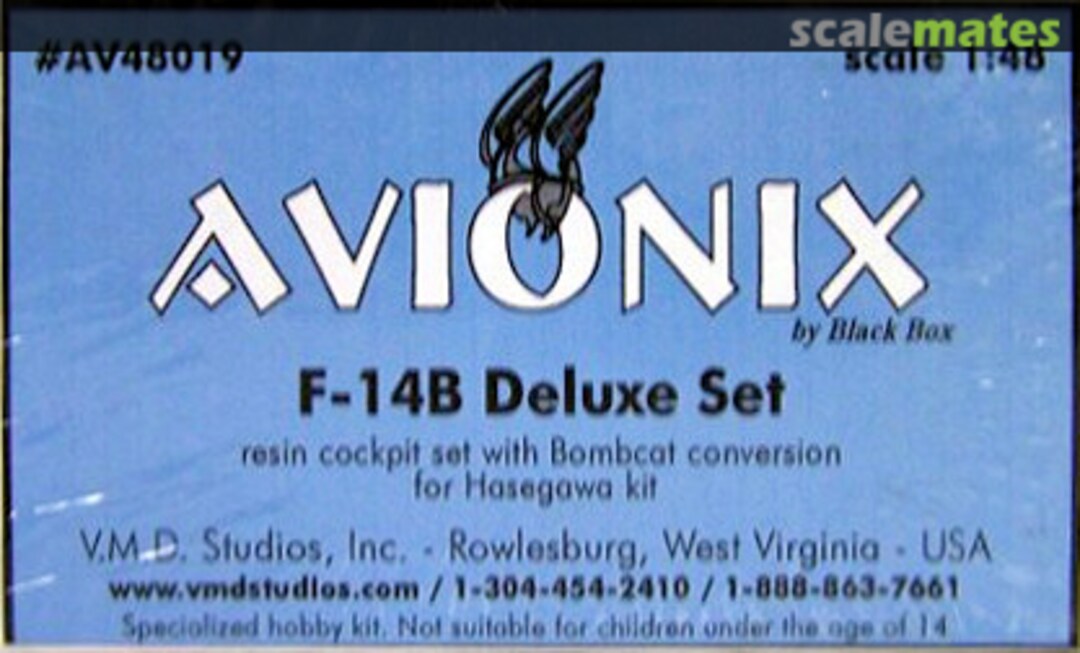 scalemates
#AV48019 scale 1:48
AVIONIX
by Black Box
F-14B Deluxe Set
resin cockpit set with Bombcat conversion
for Hasegawa kit
V.M.D. Studios, Inc. - Rowlesburg, West Virginia - USA
www.vmdstudios.com / 1-304-454-2410 / 1-888-863-7661
Specialized hobby kit. Not suitable for children under the age of 14